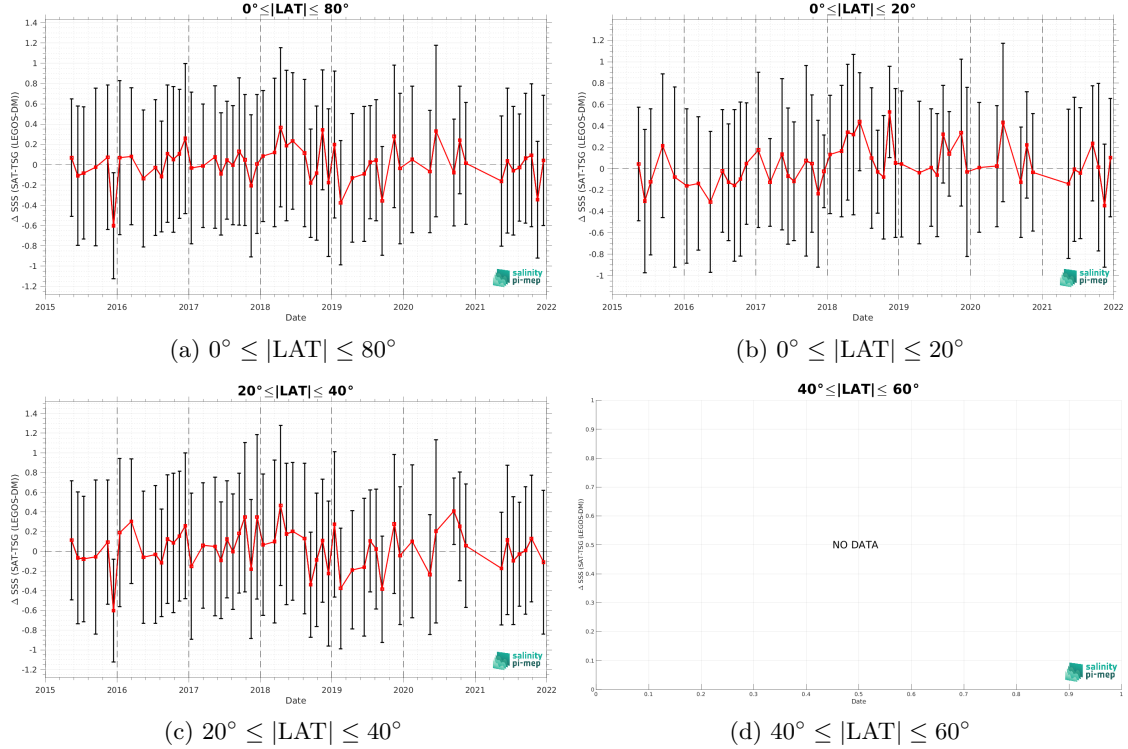 0°≤|LAT|≤ 80°
Δ SSS (SAT-TSG (LEGOS-DM))
1.4
1.2
1
0.8
0.6
0.4
0.2
0
-0.2
-0.4
-0.6
-0.8
-1
-1.2
2015 2016 2017 2018 2019 2020 2021 2022
Date
salinity
pi-mep
(a) 0° ≤ |LAT| ≤ 80°
0°≤|LAT|≤ 20°
Δ SSS (SAT-TSG (LEGOS-DM))
1.2
1
0.8
0.6
0.4
0.2
0
-0.2
-0.4
-0.6
-0.8
-1
2015 2016 2017 2018 2019 2020 2021 2022
Date
salinity
pi-mep
(b) 0° ≤ |LAT| ≤ 20°
20°≤|LAT|≤ 40°
Δ SSS (SAT-TSG (LEGOS-DM))
1.4
1.2
1
0.8
0.6
0.4
0.2
0
-0.2
-0.4
-0.6
-0.8
-1
-1.2
2015 2016 2017 2018 2019 2020 2021 2022
Date
salinity
pi-mep
(c) 20° ≤ |LAT| ≤ 40°
40°≤|LAT|≤ 60°
Δ SSS (SAT-TSG (LEGOS-DM))
1
0.9
0.8
0.7
0.6
0.5
0.4
0.3
0.2
0.1
0
NO DATA
0 0.1 0.2 0.3 0.4 0.5 0.6 0.7 0.8 0.9 1
Date
salinity
pi-mep
(d) 40° ≤ |LAT| ≤ 60°